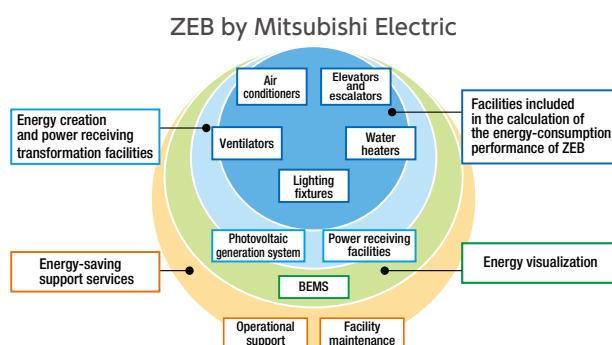 ZEB by Mitsubishi Electric
Air
conditioners
Elevators and
escalators
Energy creation
and power receiving
transformation facilities
Facilities included
in the calculation of
the energy-consumption
performance of ZEB
Ventilators
Water
heaters
Lighting
fixtures
Photovoltaic
generation system
Power receiving
facilities
Energy-saving
support services
Energy visualization
BEMS
Operational
support
Facility
maintenance